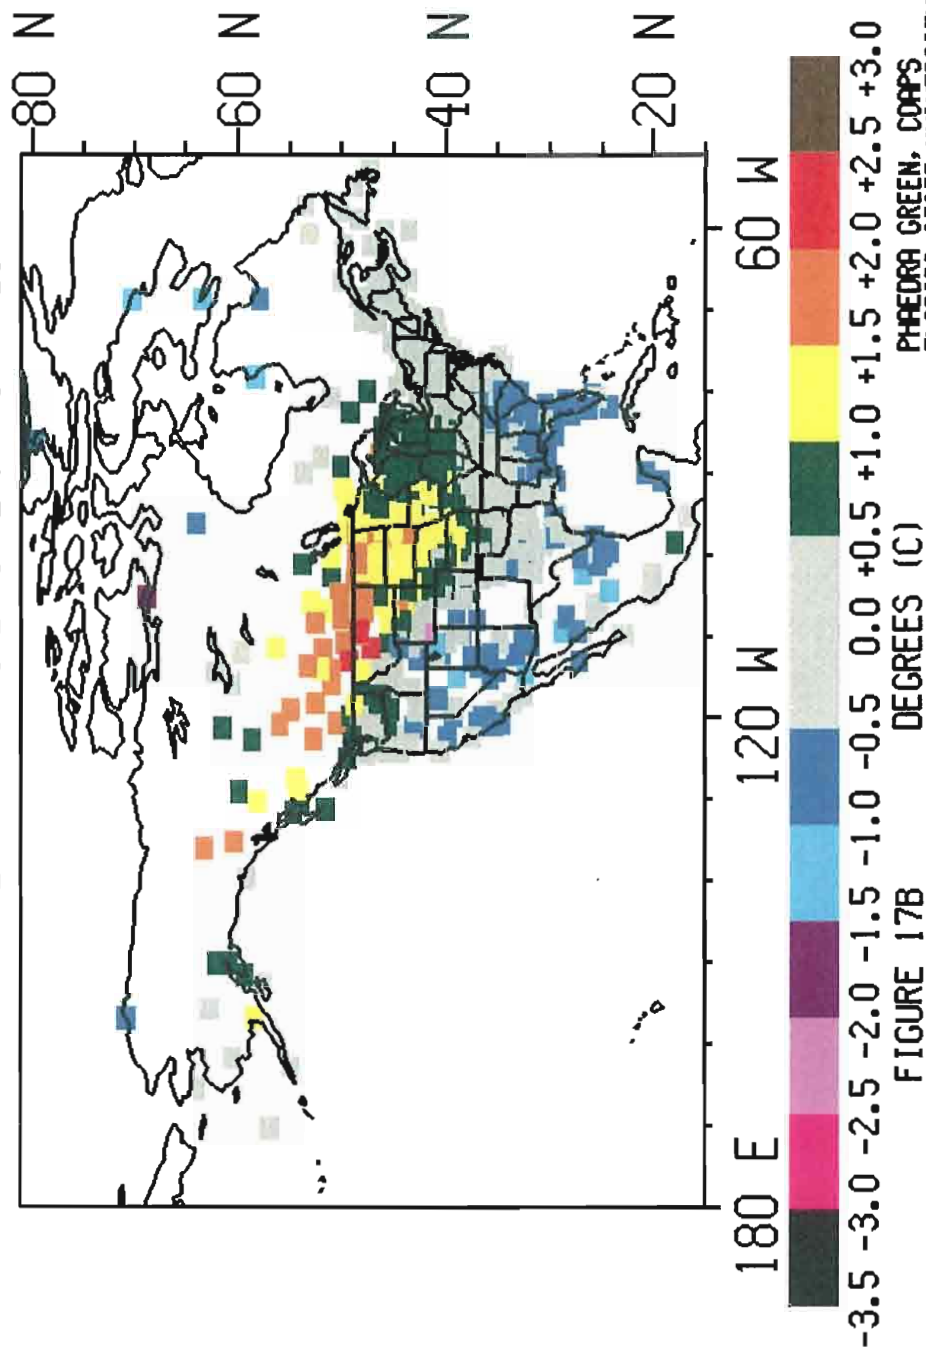 80 N
60 N
40 N
20 N
180 E
120 W
60 W
-3.5 -3.0 -2.5 -2.0 -1.5 -1.0 -0.5 0.0 +0.5 +1.0 +1.5 +2.0 +2.5 +3.0
FIGURE 17B
DEGREES (C)
PHAEDRA GREEN, COAPS